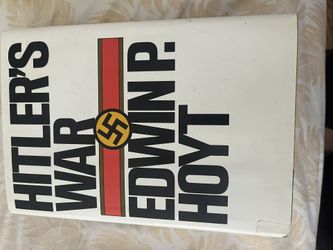 HITLER'S
WAR
EDWIN P.
HOYT